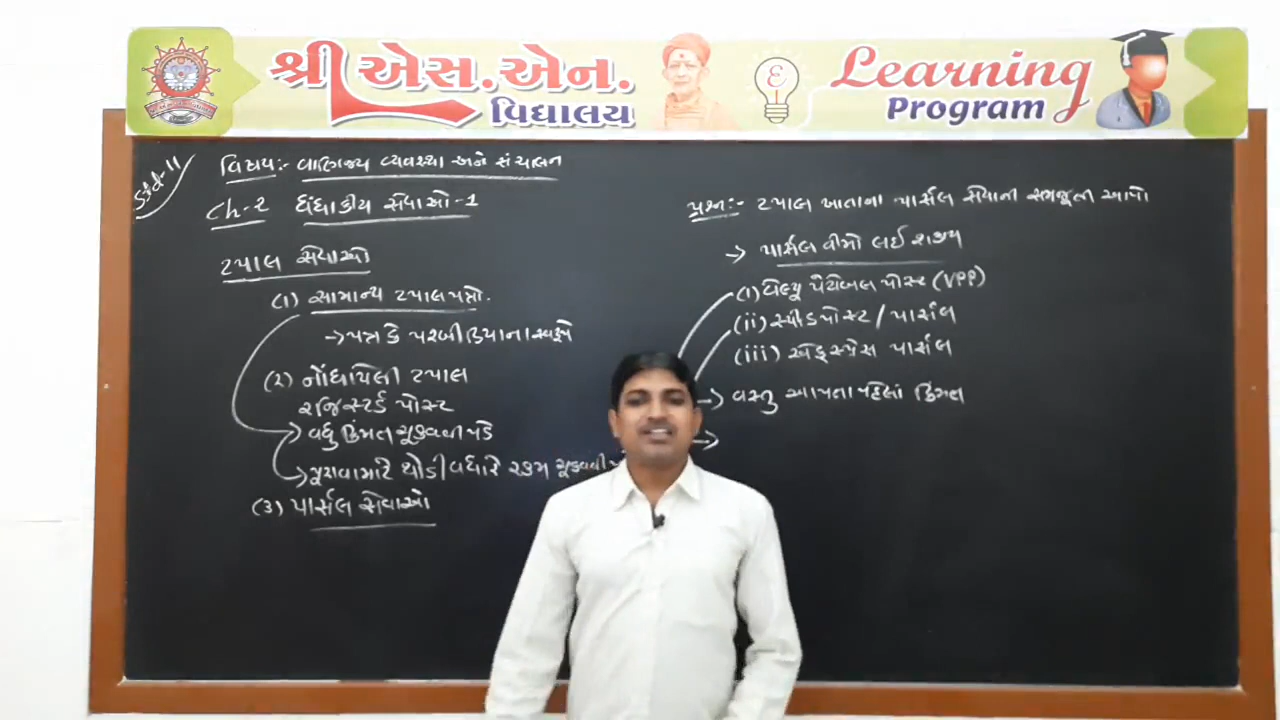 શ્રી એસ.એન.
વિદ્યાલય
Learning
Program
Std-11
વિષય:- વાણિજ્ય વ્યવસ્થા અને સંચાલન
Ch-2 ધંધાકીય સેવાઓ-1
ટપાલ સેવાઓ
(1) સામાન્ય ટપાલપત્રો.
→ પત્ર કે પરબીડિયાના સ્વરૂપે
(2) નોંધાયેલી ટપાલ
રજિસ્ટર્ડ પોસ્ટ
→ વધુ કિંમત ચૂકવવી પડે
→ પૂરાવા માટે થોડી વધારે રકમ ચૂકવવી
(3) પાર્સલ સેવાઓ
પ્રશ્ન:- ટપાલ ખાતાના પાર્સલ સેવાની સમજૂતી આપો
→ પાર્સલ વીમો લઈ શકાય
(i) વેલ્યૂ પેયેબલ પોસ્ટ (VPP)
(ii) સ્પીડપોસ્ટ / પાર્સલ
(iii) એક્સપ્રેસ પાર્સલ
→ વસ્તુ આપતા પહેલાં કિંમત
→